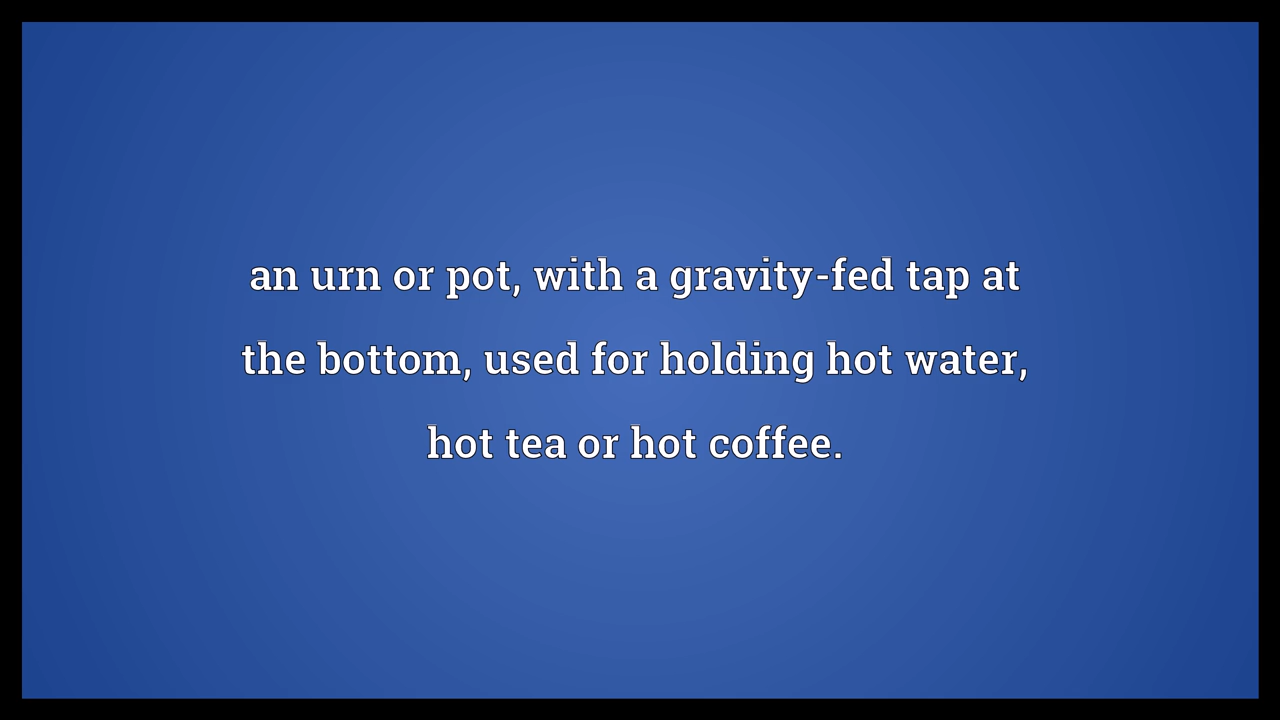 an urn or pot, with a gravity-fed tap at
the bottom, used for holding hot water,
hot tea or hot coffee.